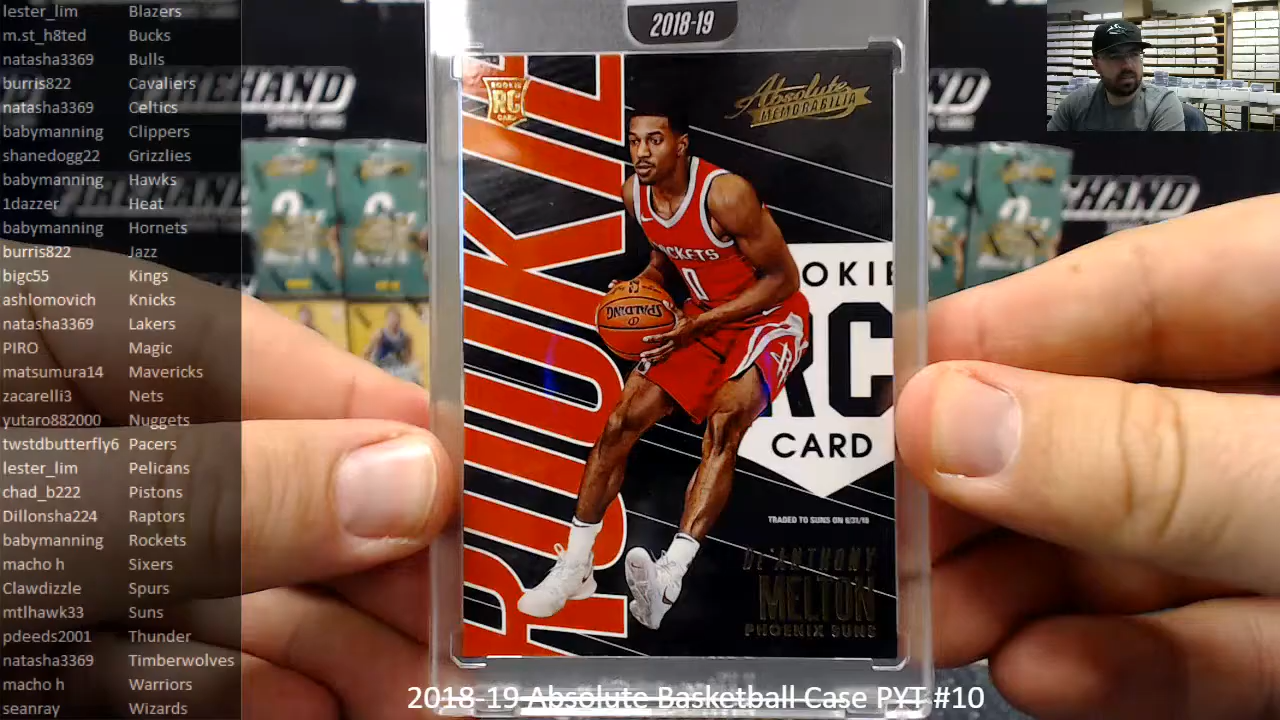 lester_lim Blazers
m.st_h8ted Bucks
natasha3369 Bulls
burris822 Cavaliers
natasha3369 Celtics
babymanning Clippers
shanedogg22 Grizzlies
babymanning Hawks
1dazzer Heat
babymanning Hornets
burris822 Jazz
bigc55 Kings
ashlomovich Knicks
natasha3369 Lakers
PIRO Magic
matsumura14 Mavericks
zacarelli3 Nets
yutaro882000 Nuggets
twstdbutterfly6 Pacers
lester_lim Pelicans
chad_b222 Pistons
Dillonsha224 Raptors
babymanning Rockets
macho h Sixers
Clawdizzle Spurs
mtlhawk33 Suns
pdeeds2001 Thunder
natasha3369 Timberwolves
macho h Warriors
seanray Wizards
2018-19
ROOKIE
RC
CARD
Absolute
MEMORABILIA
ROOKIE
ROCKETS
0
SPALDING
OOKIE
RC
CARD
TRADED TO SUNS ON 8/31/18
DE'ANTHONY
MELTON
PHOENIX SUNS
2018-19 Absolute Basketball Case PYT #10